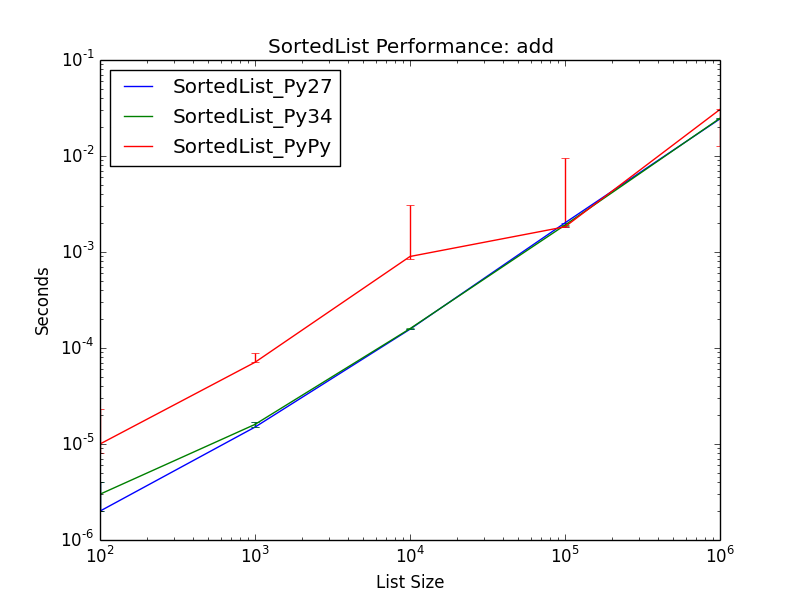 SortedList Performance: add
SortedList_Py27
SortedList_Py34
SortedList_PyPy
Seconds
10^-1
10^-2
10^-3
10^-4
10^-5
10^-6
10^2 10^3 10^4 10^5 10^6
List Size